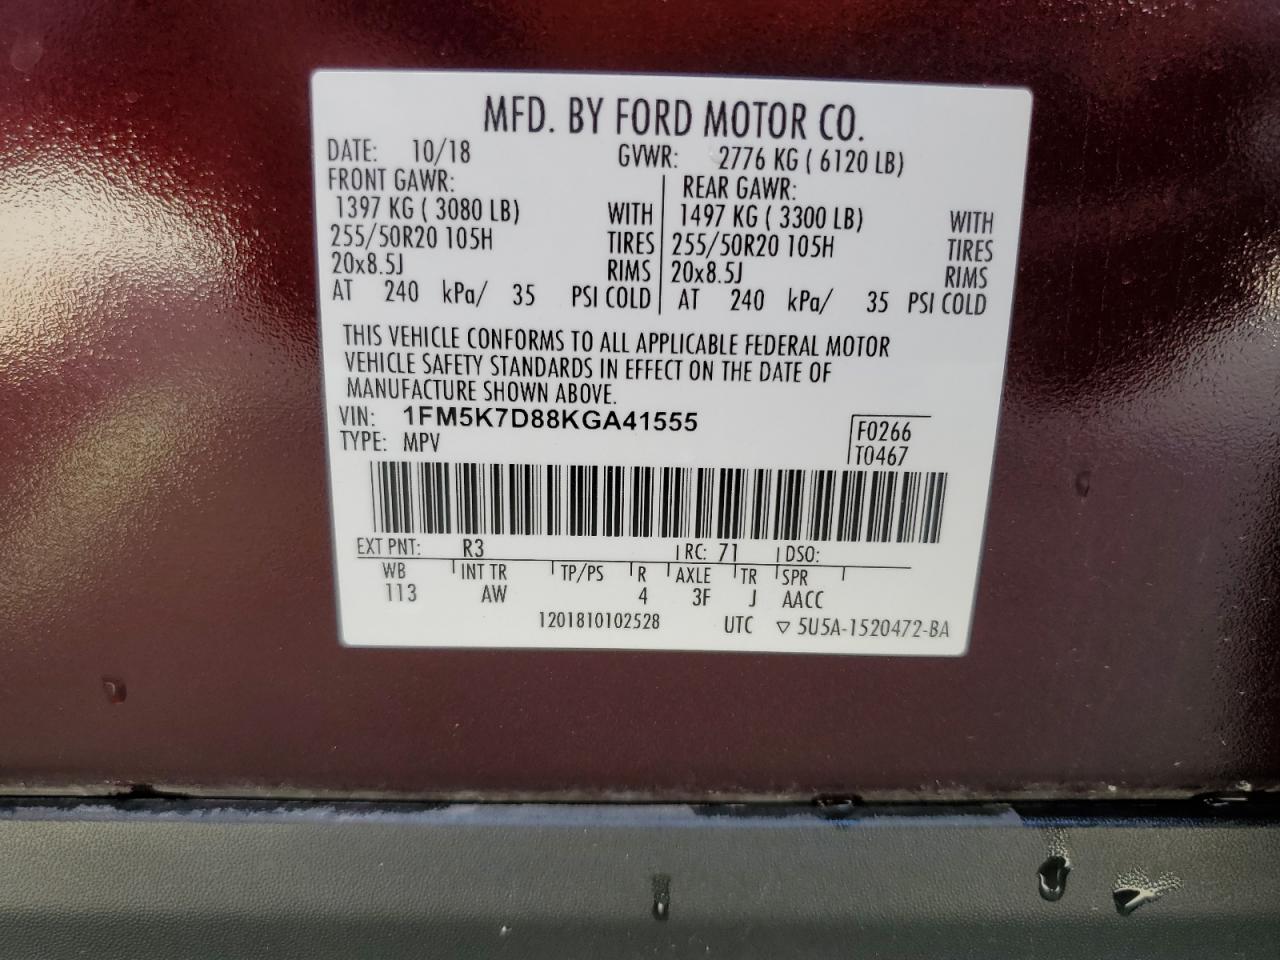 MFD. BY FORD MOTOR CO.
DATE: 10/18 GVWR: 2776 KG ( 6120 LB)
FRONT GAWR: REAR GAWR:
1397 KG ( 3080 LB) WITH 1497 KG ( 3300 LB) WITH
255/50R20 105H TIRES 255/50R20 105H TIRES
20x8.5J RIMS 20x8.5J RIMS
AT 240 kPa/ 35 PSI COLD AT 240 kPa/ 35 PSI COLD
THIS VEHICLE CONFORMS TO ALL APPLICABLE FEDERAL MOTOR
VEHICLE SAFETY STANDARDS IN EFFECT ON THE DATE OF
MANUFACTURE SHOWN ABOVE.
VIN: 1FM5K7D88KGA41555 F0266
TYPE: MPV T0467
EXT PNT: R3 RC: 71 DSO:
WB INT TR TP/PS R AXLE TR SPR
113 AW 4 3F J AACC
1201810102528 UTC ▽ 5U5A-1520472-BA